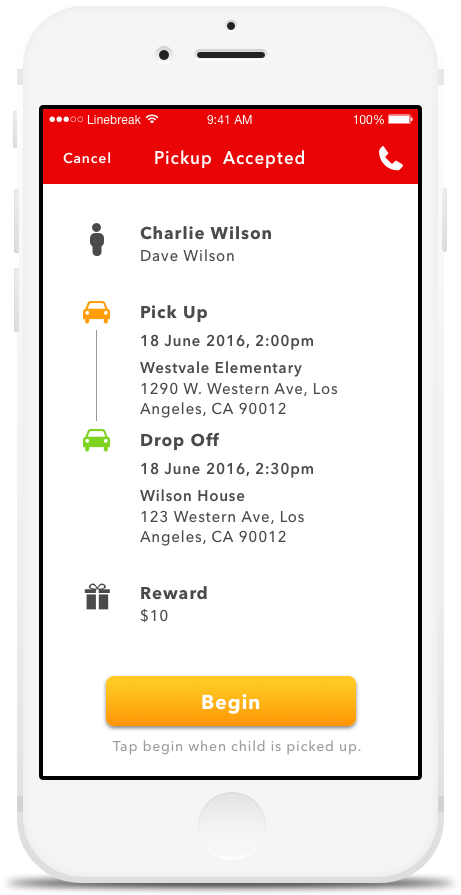 Linebreak 9:41 AM 100%
Cancel Pickup Accepted
Charlie Wilson
Dave Wilson
Pick Up
18 June 2016, 2:00pm
Westvale Elementary
1290 W. Western Ave, Los
Angeles, CA 90012
Drop Off
18 June 2016, 2:30pm
Wilson House
123 Western Ave, Los
Angeles, CA 90012
Reward
$10
Begin
Tap begin when child is picked up.